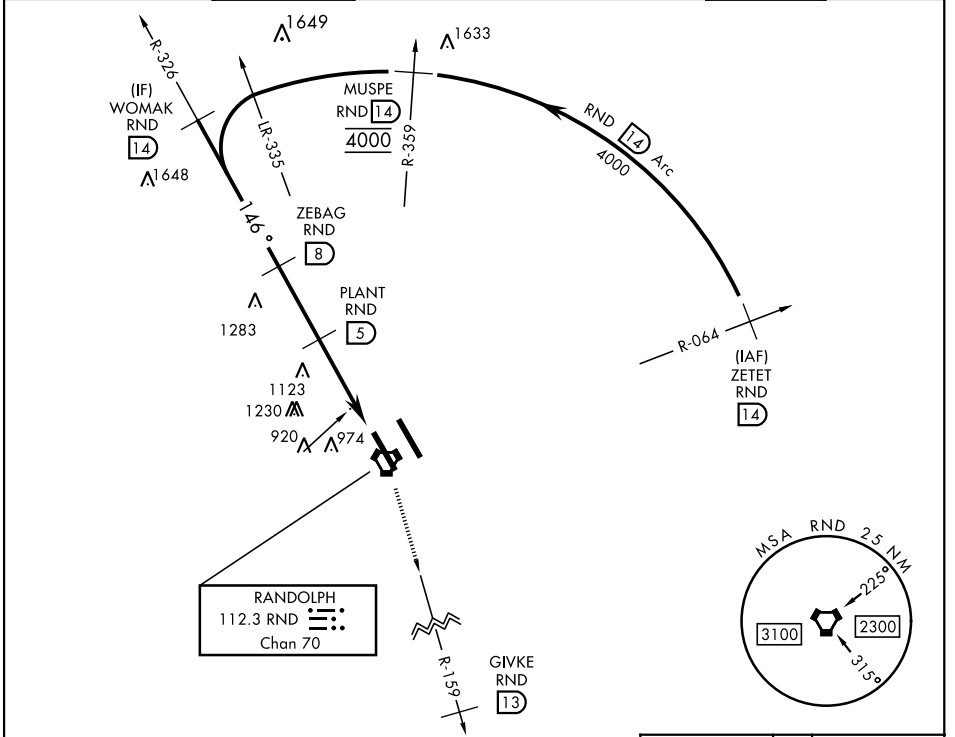 1649
1633
R-326
(IF)
WOMAK
RND
14
1648
LR-335
MUSPE
RND 14
4000
R-359
RND 14 Arc
4000
146°
ZEBAG
RND
8
1283
PLANT
RND
5
R-064
(IAF)
ZETET
RND
14
1123
1230
920
974
RANDOLPH
112.3 RND
Chan 70
R-159
GIVKE
RND
13
MSA RND 25 NM
225°
3100
2300
315°